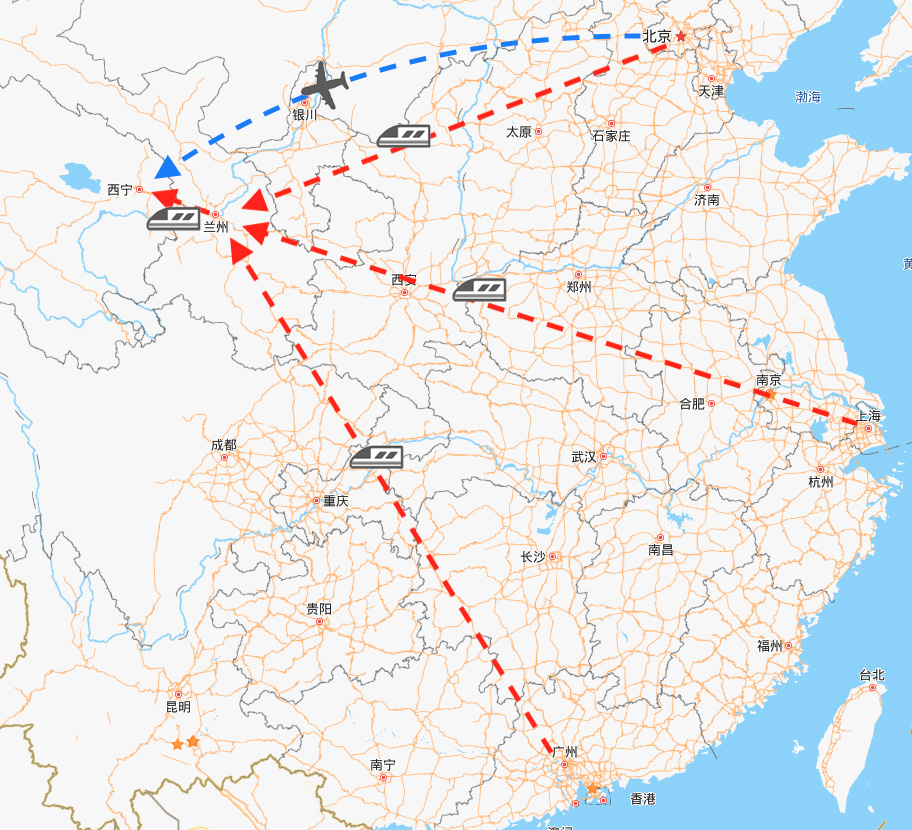 北京
天津
渤海
银川
太原
石家庄
西宁
济南
兰州
西安
郑州
黄
南京
合肥
上海
成都
武汉
杭州
重庆
长沙
南昌
贵阳
福州
台北
昆明
广州
南宁
香港
澳门